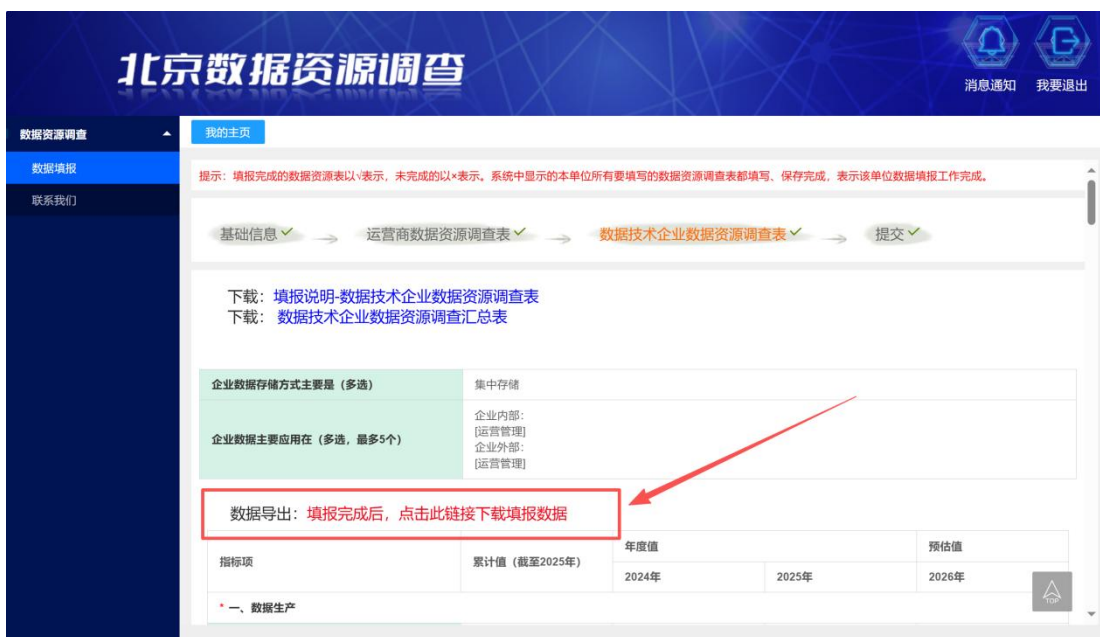 北京数据资源调查
消息通知
我要退出
数据资源调查
我的主页
数据填报
联系我们
提示：填报完成的数据资源表以√表示，未完成的以×表示。系统中显示的本单位所有要填写的数据资源调查表都填写、保存完成，表示该单位数据填报工作完成。
基础信息✓ → 运营商数据资源调查表✓ → 数据技术企业数据资源调查表✓ → 提交✓
下载：填报说明-数据技术企业数据资源调查表
下载： 数据技术企业数据资源调查汇总表
企业数据存储方式主要是（多选）
集中存储
企业数据主要应用在（多选，最多5个）
企业内部：
[运营管理]
企业外部：
[运营管理]
数据导出：填报完成后，点击此链接下载填报数据
指标项
累计值（截至2025年）
年度值
预估值
2024年
2025年
2026年
* 一、数据生产
TOP